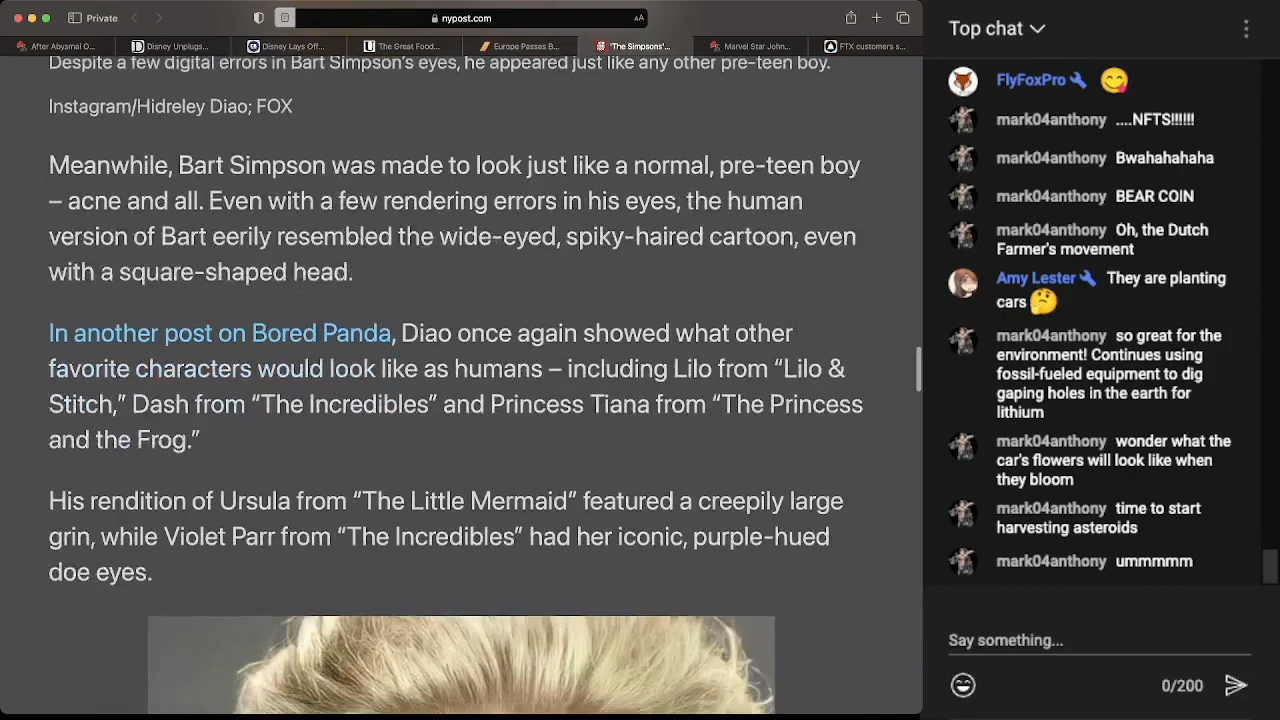 Private
nypost.com
After Abysmal O...
Disney Unplugs...
Disney Lays Off...
The Great Food...
Europe Passes B...
'The Simpsons'...
Marvel Star John...
FTX customers s...
Despite a few digital errors in Bart Simpson's eyes, he appeared just like any other pre-teen boy.
Instagram/Hidreley Diao; FOX
Meanwhile, Bart Simpson was made to look just like a normal, pre-teen boy
– acne and all. Even with a few rendering errors in his eyes, the human
version of Bart eerily resembled the wide-eyed, spiky-haired cartoon, even
with a square-shaped head.
In another post on Bored Panda, Diao once again showed what other
favorite characters would look like as humans – including Lilo from “Lilo &
Stitch,” Dash from “The Incredibles” and Princess Tiana from “The Princess
and the Frog.”
His rendition of Ursula from “The Little Mermaid” featured a creepily large
grin, while Violet Parr from “The Incredibles” had her iconic, purple-hued
doe eyes.
Top chat
FlyFoxPro
mark04anthony ....NFTS!!!!!!
mark04anthony Bwahahahaha
mark04anthony BEAR COIN
mark04anthony Oh, the Dutch
Farmer's movement
Amy Lester They are planting
cars
mark04anthony so great for the
environment! Continues using
fossil-fueled equipment to dig
gaping holes in the earth for
lithium
mark04anthony wonder what the
car's flowers will look like when
they bloom
mark04anthony time to start
harvesting asteroids
mark04anthony ummmmm
Say something...
0/200